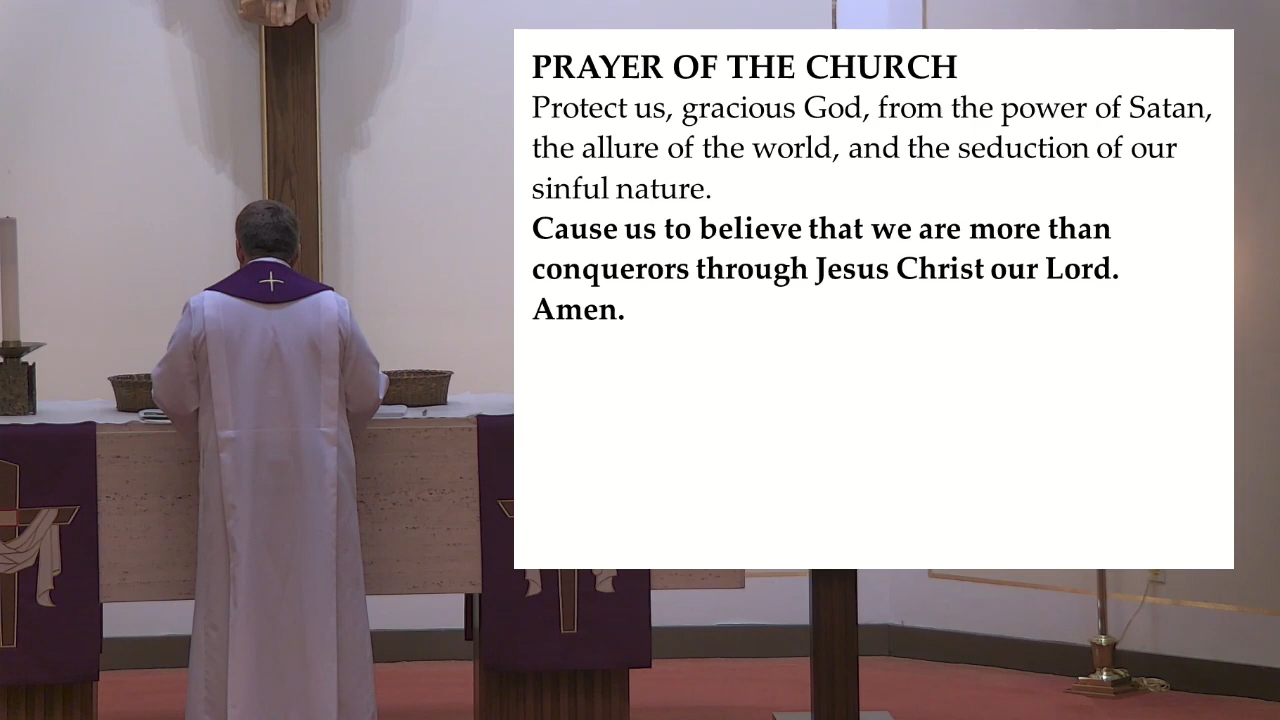 PRAYER OF THE CHURCH
Protect us, gracious God, from the power of Satan,
the allure of the world, and the seduction of our
sinful nature.
Cause us to believe that we are more than
conquerors through Jesus Christ our Lord.
Amen.